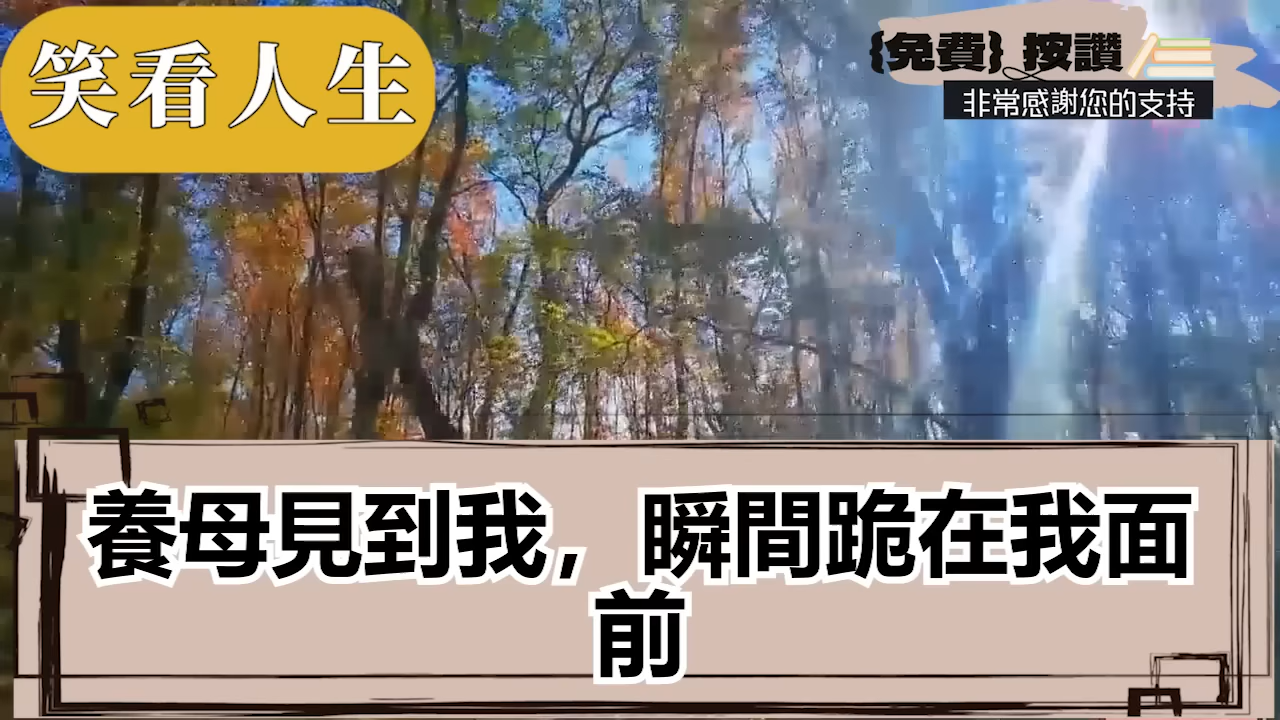 笑看人生
{免費} 按讚
非常感謝您的支持
養母見到我，瞬間跪在我面
前